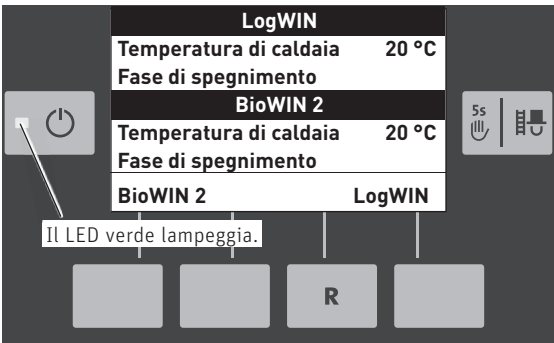 LogWIN
Temperatura di caldaia 20 °C
Fase di spegnimento
BioWIN 2
Temperatura di caldaia 20 °C
Fase di spegnimento
BioWIN 2 LogWIN
5s
Il LED verde lampeggia.
R